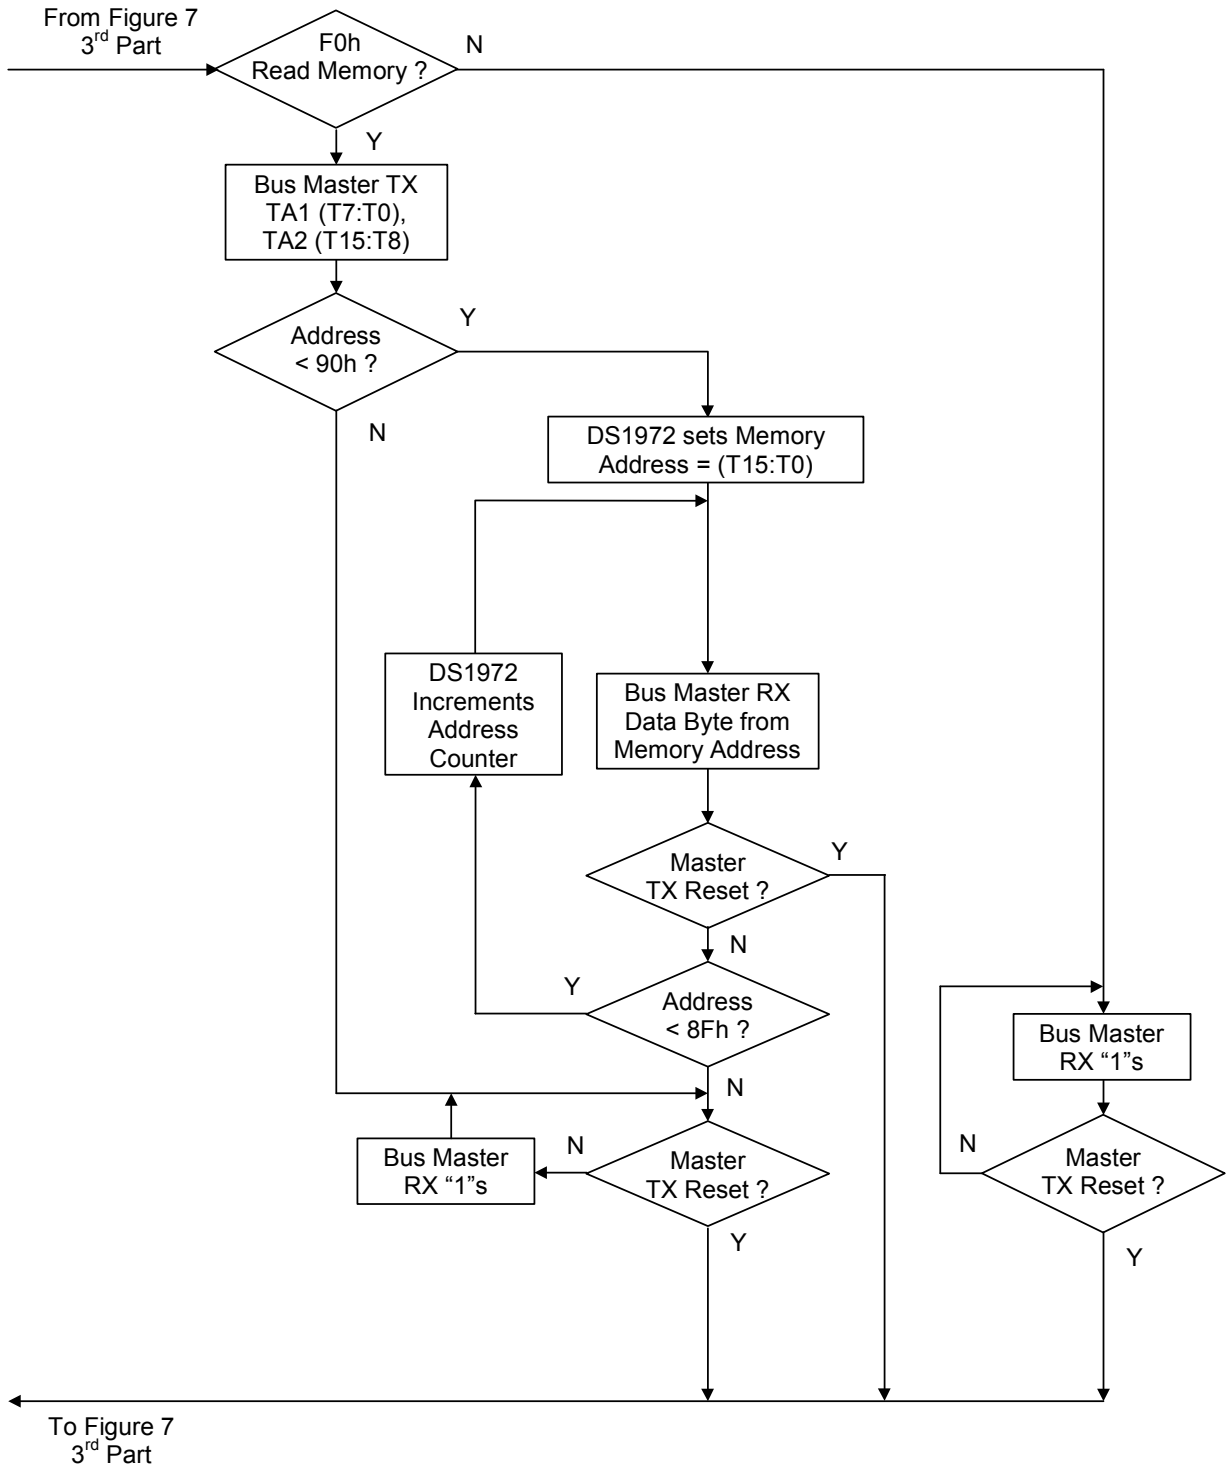 From Figure 7
3rd Part
F0h
Read Memory ?
N
Y
Bus Master TX
TA1 (T7:T0),
TA2 (T15:T8)
Address
< 90h ?
Y
N
DS1972 sets Memory
Address = (T15:T0)
DS1972
Increments
Address
Counter
Bus Master RX
Data Byte from
Memory Address
Master
TX Reset ?
Y
N
Address
< 8Fh ?
Y
N
Bus Master
RX “1”s
N
Master
TX Reset ?
Y
Bus Master
RX “1”s
N
Master
TX Reset ?
Y
To Figure 7
3rd Part